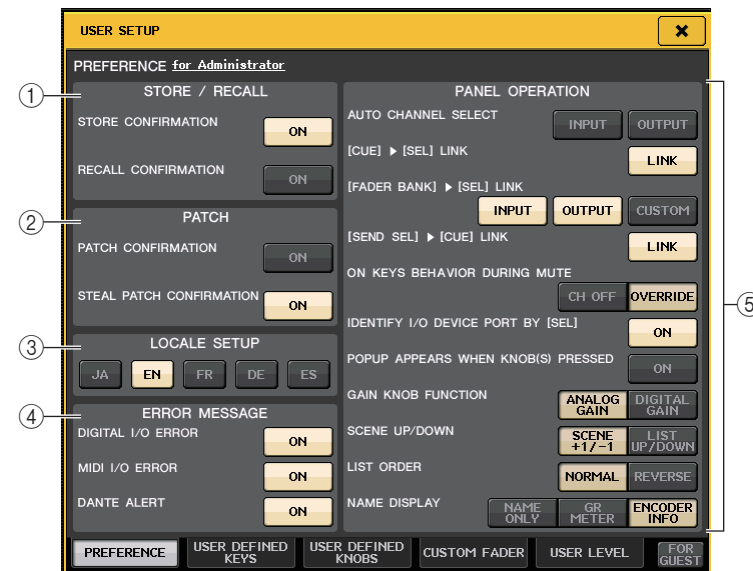 USER SETUP
PREFERENCE for Administrator
① STORE / RECALL
STORE CONFIRMATION ON
RECALL CONFIRMATION ON
② PATCH
PATCH CONFIRMATION ON
STEAL PATCH CONFIRMATION ON
③ LOCALE SETUP
JA EN FR DE ES
④ ERROR MESSAGE
DIGITAL I/O ERROR ON
MIDI I/O ERROR ON
DANTE ALERT ON
PANEL OPERATION
AUTO CHANNEL SELECT INPUT OUTPUT
[CUE] ▶ [SEL] LINK LINK
[FADER BANK] ▶ [SEL] LINK
INPUT OUTPUT CUSTOM
[SEND SEL] ▶ [CUE] LINK LINK
ON KEYS BEHAVIOR DURING MUTE
CH OFF OVERRIDE
⑤
IDENTIFY I/O DEVICE PORT BY [SEL] ON
POPUP APPEARS WHEN KNOB(S) PRESSED ON
GAIN KNOB FUNCTION ANALOG GAIN DIGITAL GAIN
SCENE UP/DOWN SCENE +1/-1 LIST UP/DOWN
LIST ORDER NORMAL REVERSE
NAME DISPLAY NAME ONLY GR METER ENCODER INFO
PREFERENCE USER DEFINED KEYS USER DEFINED KNOBS CUSTOM FADER USER LEVEL FOR GUEST